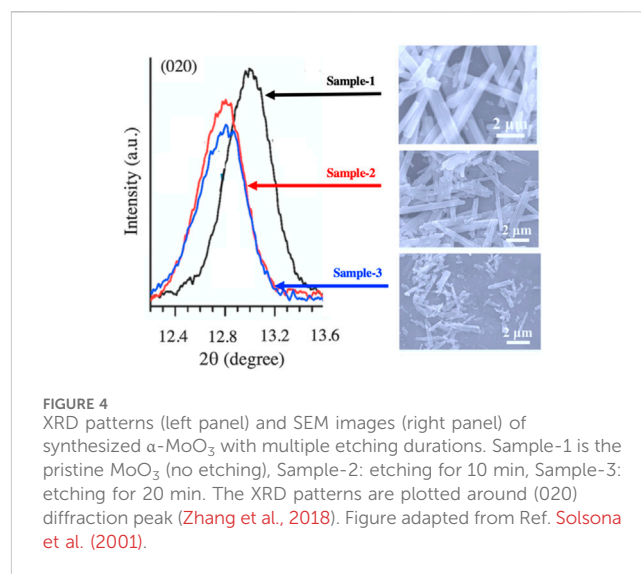 (020)
Sample-1
Sample-2
Sample-3
Intensity (a.u.)
12.4 12.8 13.2 13.6
2θ (degree)
2 μm
2 μm
2 μm
FIGURE 4
XRD patterns (left panel) and SEM images (right panel) of
synthesized α-MoO₃ with multiple etching durations. Sample-1 is the
pristine MoO₃ (no etching), Sample-2: etching for 10 min, Sample-3:
etching for 20 min. The XRD patterns are plotted around (020)
diffraction peak (Zhang et al., 2018). Figure adapted from Ref. Solsona
et al. (2001).